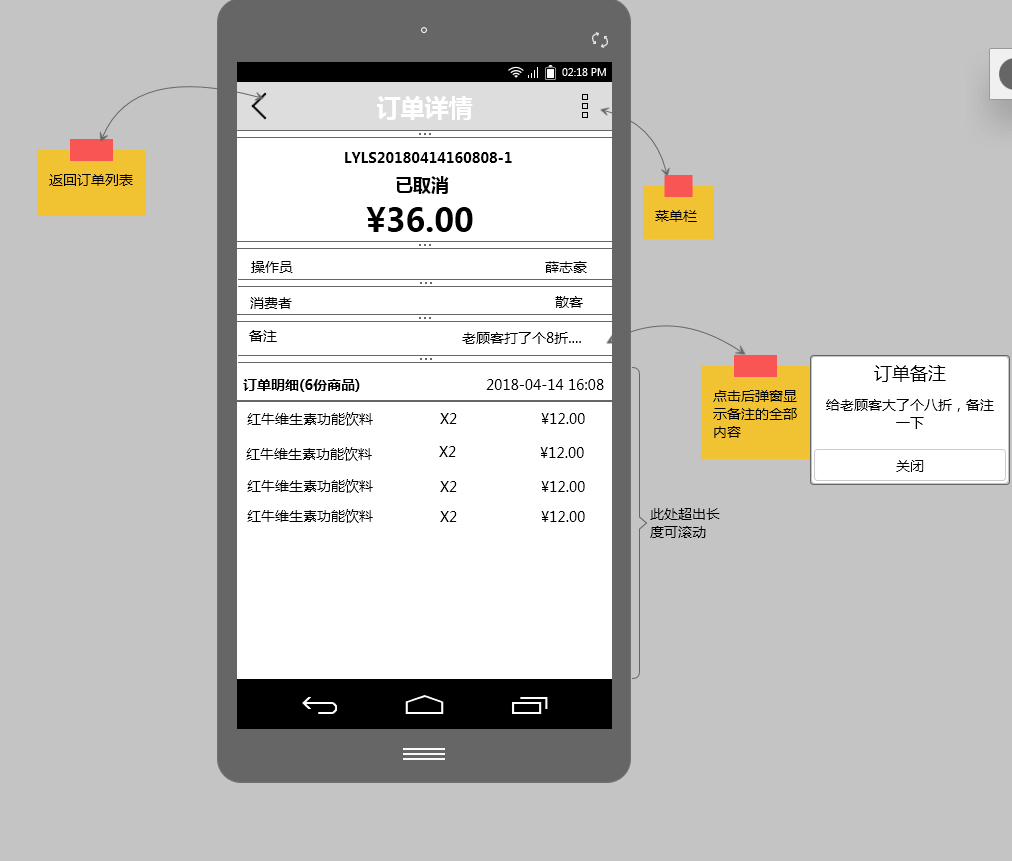 02:18 PM
订单详情
返回订单列表
菜单栏
LYLS20180414160808-1
已取消
¥36.00
操作员 薛志豪
消费者 散客
备注 老顾客打了个8折....
订单明细(6份商品) 2018-04-14 16:08
红牛维生素功能饮料 X2 ¥12.00
红牛维生素功能饮料 X2 ¥12.00
红牛维生素功能饮料 X2 ¥12.00
红牛维生素功能饮料 X2 ¥12.00
点击后弹窗显
示备注的全部
内容
订单备注
给老顾客大了个八折，备注
一下
关闭
此处超出长
度可滚动